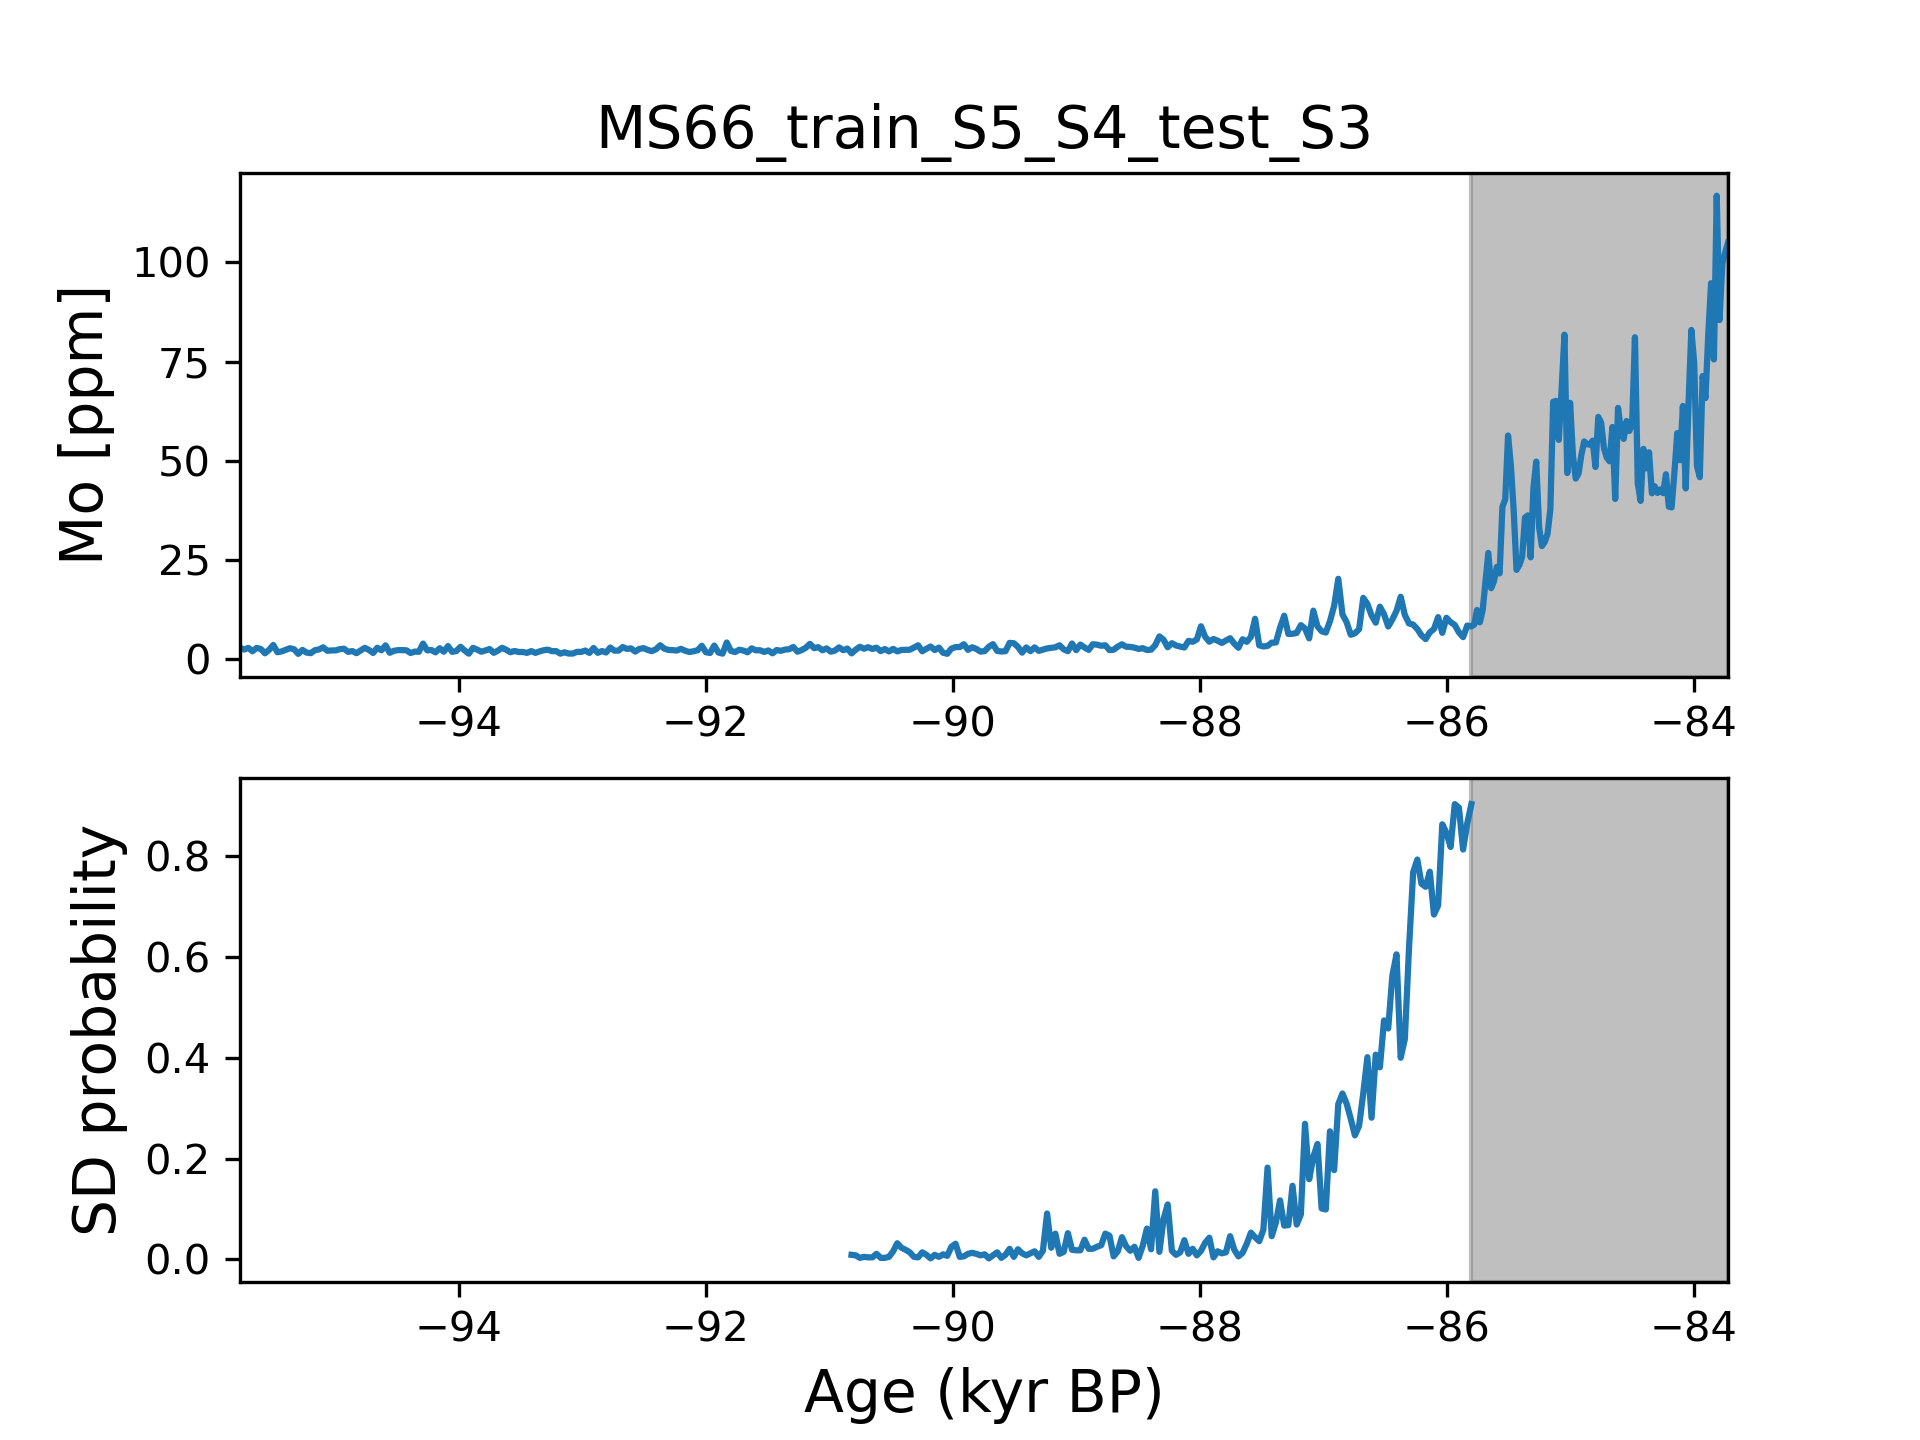 MS66_train_S5_S4_test_S3
Mo [ppm]
100
75
50
25
0
−94 −92 −90 −88 −86 −84
SD probability
0.8
0.6
0.4
0.2
0.0
−94 −92 −90 −88 −86 −84
Age (kyr BP)